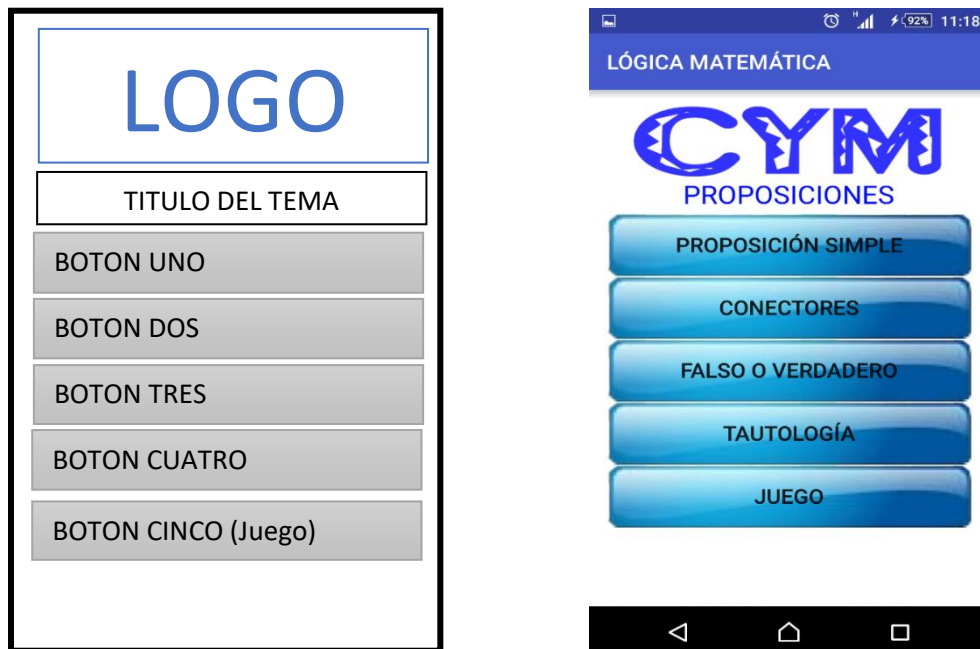 LOGO
TITULO DEL TEMA
BOTON UNO
BOTON DOS
BOTON TRES
BOTON CUATRO
BOTON CINCO (Juego)
H 92% 11:18
LÓGICA MATEMÁTICA
CYM
PROPOSICIONES
PROPOSICIÓN SIMPLE
CONECTORES
FALSO O VERDADERO
TAUTOLOGÍA
JUEGO